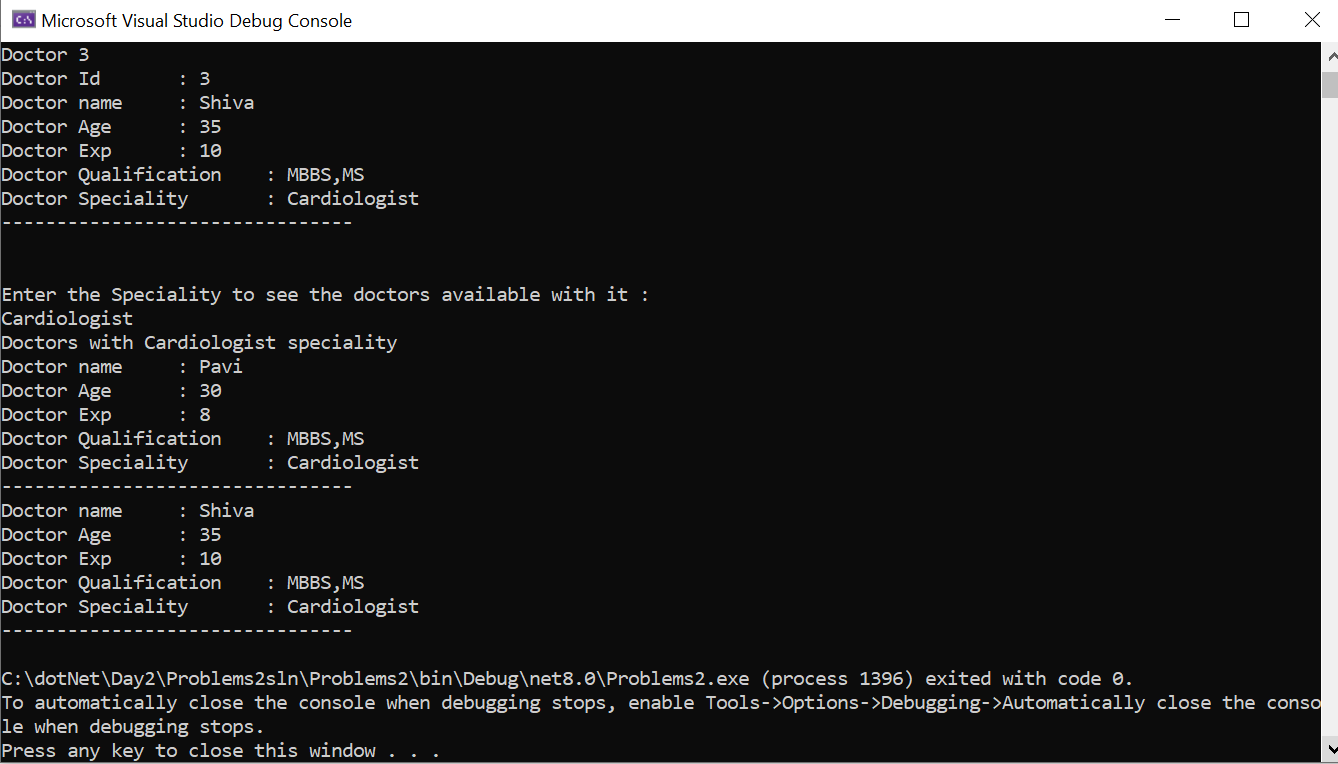 Microsoft Visual Studio Debug Console
Doctor 3
Doctor Id       : 3
Doctor name     : Shiva
Doctor Age      : 35
Doctor Exp      : 10
Doctor Qualification    : MBBS,MS
Doctor Speciality       : Cardiologist
--------------------------------
Enter the Speciality to see the doctors available with it :
Cardiologist
Doctors with Cardiologist speciality
Doctor name     : Pavi
Doctor Age      : 30
Doctor Exp      : 8
Doctor Qualification    : MBBS,MS
Doctor Speciality       : Cardiologist
--------------------------------
Doctor name     : Shiva
Doctor Age      : 35
Doctor Exp      : 10
Doctor Qualification    : MBBS,MS
Doctor Speciality       : Cardiologist
--------------------------------
C:\dotNet\Day2\Problems2sln\Problems2\bin\Debug\net8.0\Problems2.exe (process 1396) exited with code 0.
To automatically close the console when debugging stops, enable Tools->Options->Debugging->Automatically close the conso
le when debugging stops.
Press any key to close this window . . .